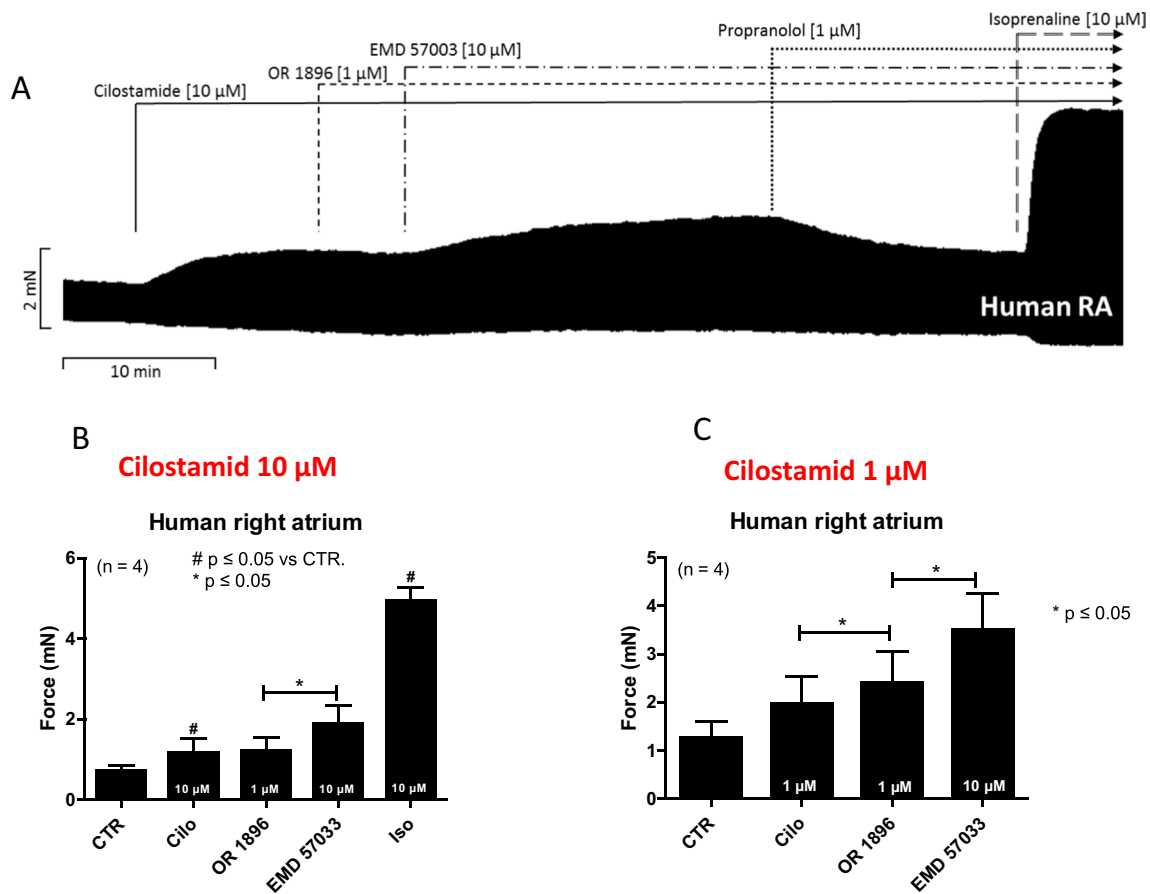 A
Isoprenaline [10 µM]
Propranolol [1 µM]
EMD 57003 [10 µM]
OR 1896 [1 µM]
Cilostamide [10 µM]
2 mN
Human RA
10 min
B
Cilostamid 10 µM
Human right atrium
(n = 4)
# p ≤ 0.05 vs CTR.
* p ≤ 0.05
Force (mN)
6
4
2
0
#
*
#
10 µM
1 µM
10 µM
10 µM
CTR
Cilo
OR 1896
EMD 57033
Iso
C
Cilostamid 1 µM
Human right atrium
(n = 4)
* p ≤ 0.05
Force (mN)
5
4
3
2
1
0
*
*
1 µM
1 µM
10 µM
CTR
Cilo
OR 1896
EMD 57033